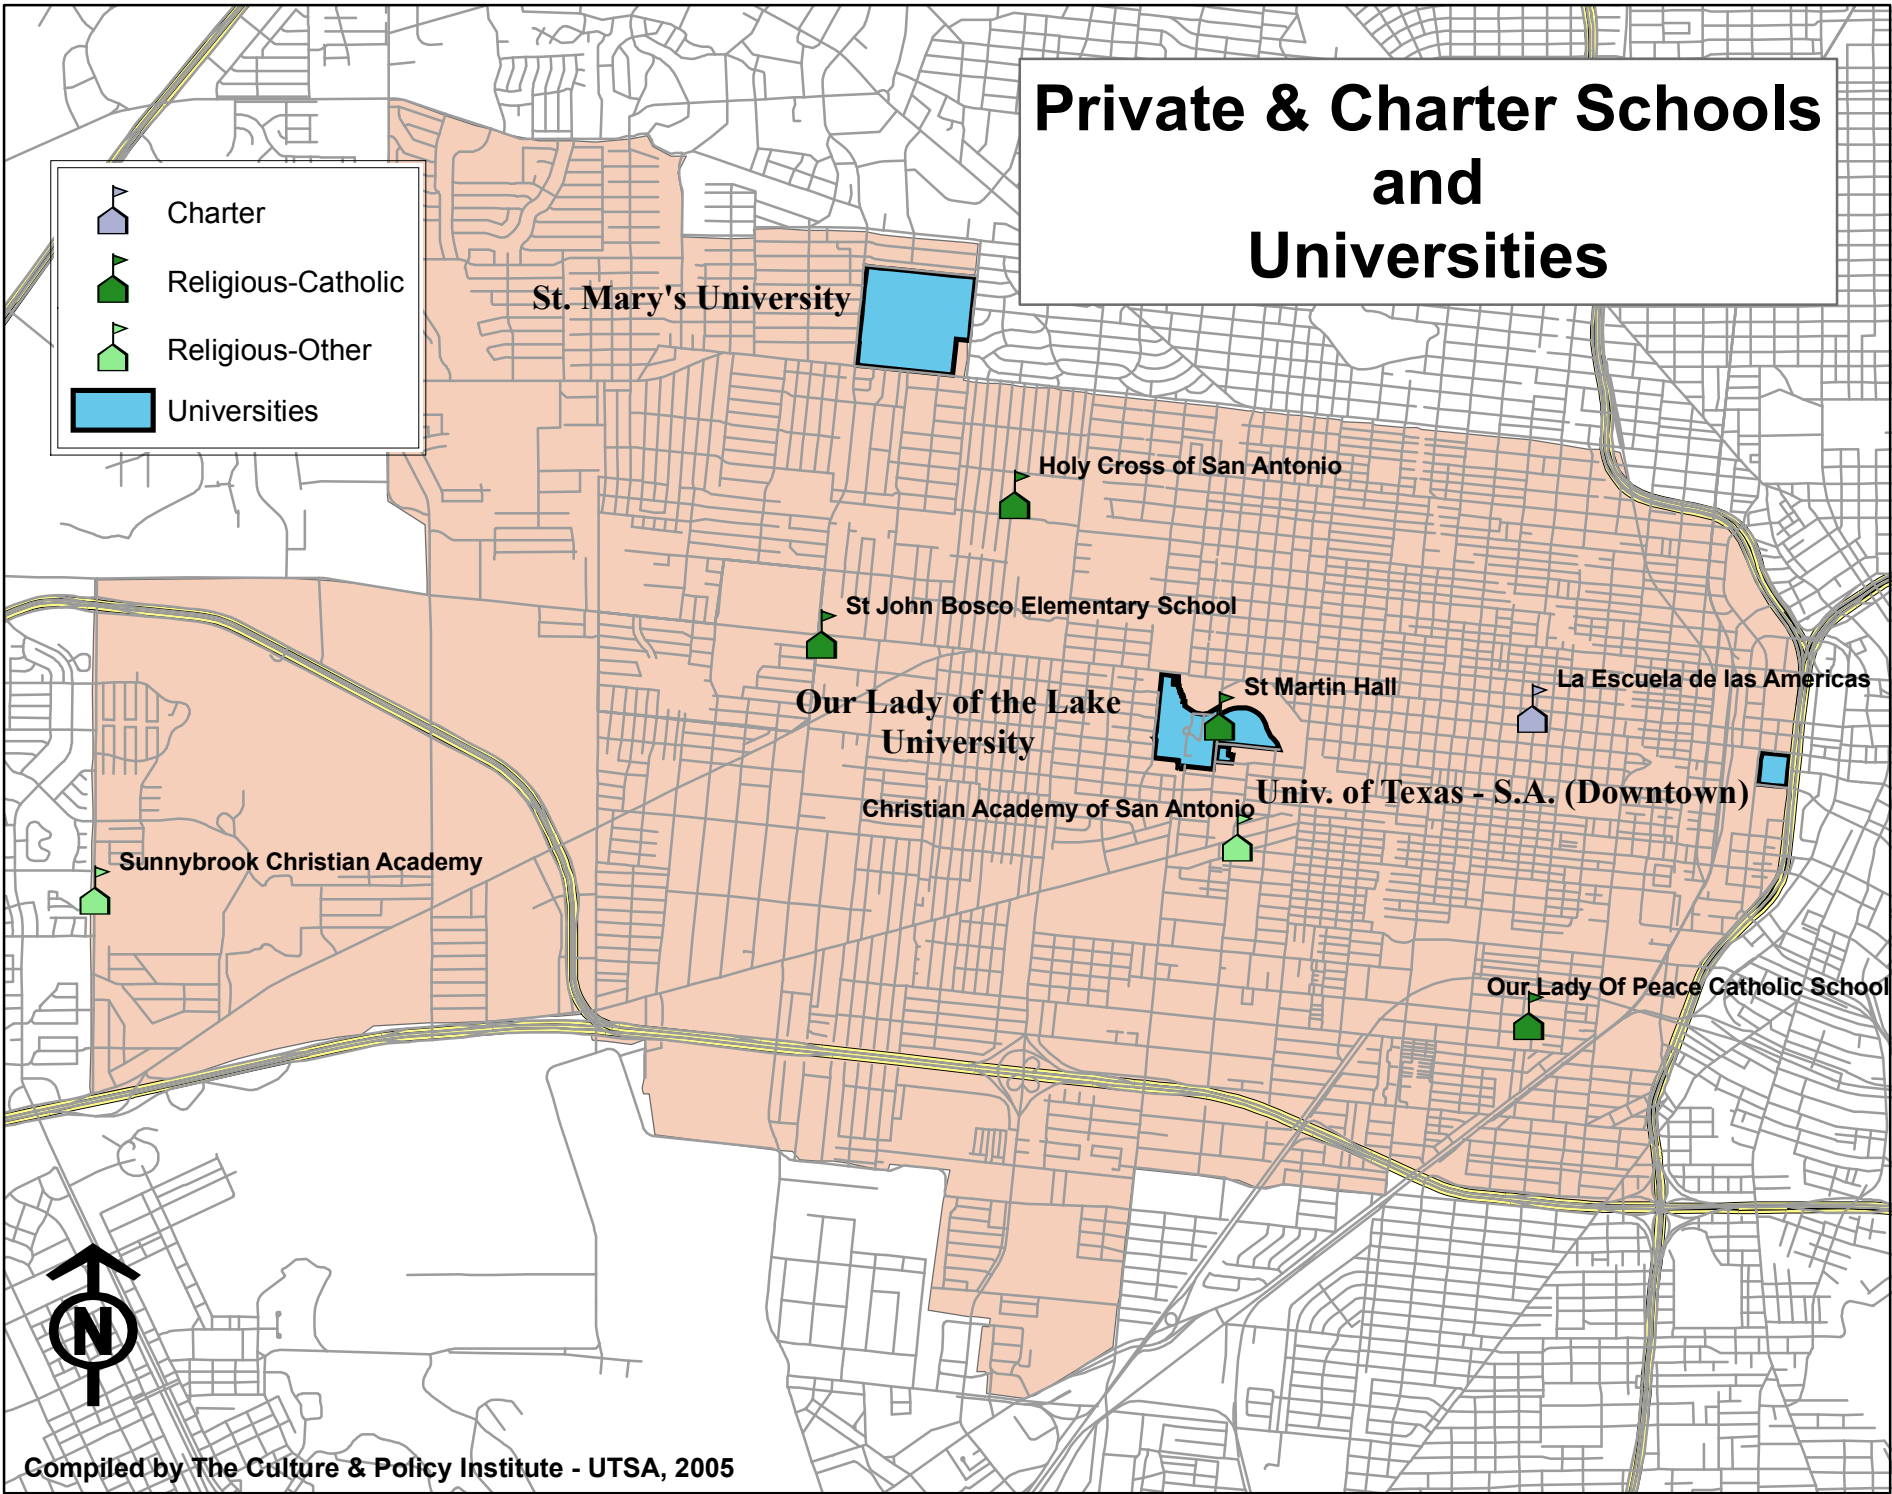 Private & Charter Schools
and
Universities
Charter
Religious-Catholic
Religious-Other
Universities
St. Mary's University
Holy Cross of San Antonio
St John Bosco Elementary School
La Escuela de las Americas
St Martin Hall
Our Lady of the Lake
University
Univ. of Texas - S.A. (Downtown)
Christian Academy of San Antonio
Sunnybrook Christian Academy
Our Lady Of Peace Catholic School
N
Compiled by The Culture & Policy Institute - UTSA, 2005